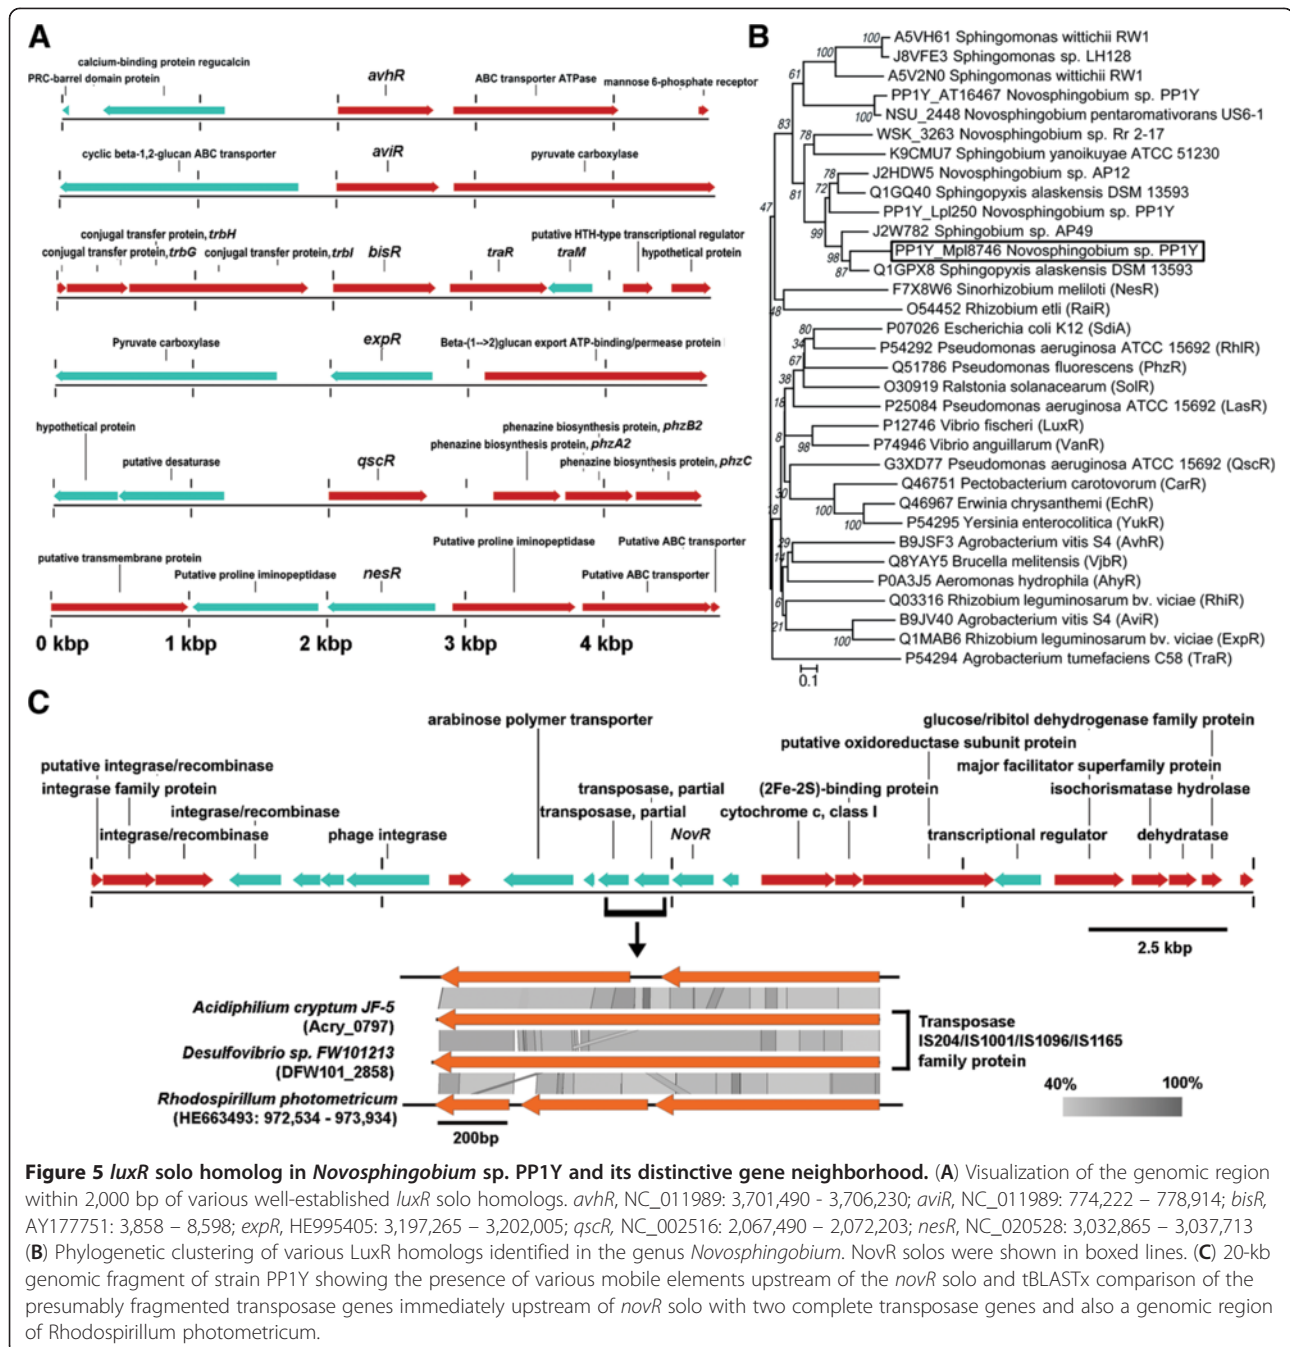 A
calcium-binding protein regucalcin
PRC-barrel domain protein
avhR
ABC transporter ATPase
mannose 6-phosphate receptor
cyclic beta-1,2-glucan ABC transporter
aviR
pyruvate carboxylase
conjugal transfer protein, trbH
conjugal transfer protein, trbG
conjugal transfer protein, trbI
bisR
traR
traM
putative HTH-type transcriptional regulator
hypothetical protein
Pyruvate carboxylase
expR
Beta-(1-->2)glucan export ATP-binding/permease protein
hypothetical protein
putative desaturase
qscR
phenazine biosynthesis protein, phzB2
phenazine biosynthesis protein, phzA2
phenazine biosynthesis protein, phzC
putative transmembrane protein
Putative proline iminopeptidase
nesR
Putative proline iminopeptidase
Putative ABC transporter
Putative ABC transporter
0 kbp 1 kbp 2 kbp 3 kbp 4 kbp
B
A5VH61 Sphingomonas wittichii RW1
J8VFE3 Sphingomonas sp. LH128
A5V2N0 Sphingomonas wittichii RW1
PP1Y_AT16467 Novosphingobium sp. PP1Y
NSU_2448 Novosphingobium pentaromativorans US6-1
WSK_3263 Novosphingobium sp. Rr 2-17
K9CMU7 Sphingobium yanoikuyae ATCC 51230
J2HDW5 Novosphingobium sp. AP12
Q1GQ40 Sphingopyxis alaskensis DSM 13593
PP1Y_Lpl250 Novosphingobium sp. PP1Y
J2W782 Sphingobium sp. AP49
PP1Y_Mpl8746 Novosphingobium sp. PP1Y
Q1GPX8 Sphingopyxis alaskensis DSM 13593
F7X8W6 Sinorhizobium meliloti (NesR)
O54452 Rhizobium etli (RaiR)
P07026 Escherichia coli K12 (SdiA)
P54292 Pseudomonas aeruginosa ATCC 15692 (RhlR)
Q51786 Pseudomonas fluorescens (PhzR)
O30919 Ralstonia solanacearum (SolR)
P25084 Pseudomonas aeruginosa ATCC 15692 (LasR)
P12746 Vibrio fischeri (LuxR)
P74946 Vibrio anguillarum (VanR)
G3XD77 Pseudomonas aeruginosa ATCC 15692 (QscR)
Q46751 Pectobacterium carotovorum (CarR)
Q46967 Erwinia chrysanthemi (EchR)
P54295 Yersinia enterocolitica (YukR)
B9JSF3 Agrobacterium vitis S4 (AvhR)
Q8YAY5 Brucella melitensis (VjbR)
P0A3J5 Aeromonas hydrophila (AhyR)
Q03316 Rhizobium leguminosarum bv. viciae (RhiR)
B9JV40 Agrobacterium vitis S4 (AviR)
Q1MAB6 Rhizobium leguminosarum bv. viciae (ExpR)
P54294 Agrobacterium tumefaciens C58 (TraR)
100
100
61
100
83
78
78
72
81
99
98
87
47
48
80
34
67
38
18
8
98
30
100
100
18
29
14
6
21
100
0.1
C
arabinose polymer transporter
glucose/ribitol dehydrogenase family protein
putative oxidoreductase subunit protein
putative integrase/recombinase
major facilitator superfamily protein
integrase family protein
transposase, partial
(2Fe-2S)-binding protein
isochorismatase hydrolase
integrase/recombinase
transposase, partial
cytochrome c, class I
integrase/recombinase
phage integrase
NovR
transcriptional regulator
dehydratase
2.5 kbp
Acidiphilium cryptum JF-5
(Acry_0797)
Desulfovibrio sp. FW101213
(DFW101_2858)
Rhodospirillum photometricum
(HE663493: 972,534 - 973,934)
Transposase
IS204/IS1001/IS1096/IS1165
family protein
40% 100%
200bp
Figure 5 luxR solo homolog in Novosphingobium sp. PP1Y and its distinctive gene neighborhood. (A) Visualization of the genomic region
within 2,000 bp of various well-established luxR solo homologs. avhR, NC_011989: 3,701,490 - 3,706,230; aviR, NC_011989: 774,222 – 778,914; bisR,
AY177751: 3,858 – 8,598; expR, HE995405: 3,197,265 – 3,202,005; qscR, NC_002516: 2,067,490 – 2,072,203; nesR, NC_020528: 3,032,865 – 3,037,713
(B) Phylogenetic clustering of various LuxR homologs identified in the genus Novosphingobium. NovR solos were shown in boxed lines. (C) 20-kb
genomic fragment of strain PP1Y showing the presence of various mobile elements upstream of the novR solo and tBLASTx comparison of the
presumably fragmented transposase genes immediately upstream of novR solo with two complete transposase genes and also a genomic region
of Rhodospirillum photometricum.